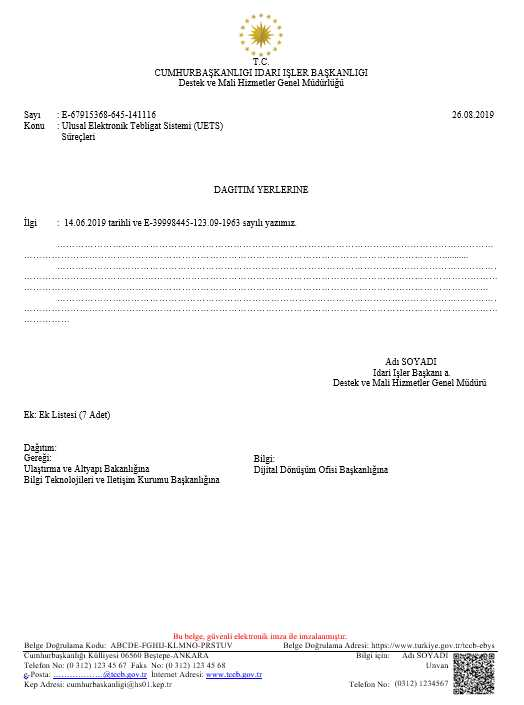 T.C.
CUMHURBAŞKANLIGI IDARI IŞLER BAŞKANLIGI
Destek ve Mali Hizmetler Genel Müdürlüğü
Sayı : E-67915368-645-141116 26.08.2019
Konu : Ulusal Elektronik Tebligat Sistemi (UETS)
Süreçleri
DAGITIM YERLERINE
İlgi : 14.06.2019 tarihli ve E-39998445-123.09-1963 sayılı yazımız.
Adı SOYADI
Idari Işler Başkanı a.
Destek ve Mali Hizmetler Genel Müdürü
Ek: Ek Listesi (7 Adet)
Dağıtım:
Gereği: Bilgi:
Ulaştırma ve Altyapı Bakanlığına Dijital Dönüşüm Ofisi Başkanlığına
Bilgi Teknolojileri ve Iletişim Kurumu Başkanlığına
Bu belge, güvenli elektronik imza ile imzalanmıştır.
Belge Doğrulama Kodu: ABCDE-FGHIJ-KLMNO-PRSTUV Belge Doğrulama Adresi: https://www.turkiye.gov.tr/tccb-ebys
Cumhurbaşkanlığı Külliyesi 06560 Beştepe-ANKARA Bilgi için: Adı SOYADI
Telefon No: (0 312) 123 45 67 Faks No: (0 312) 123 45 68 Unvan
e-Posta: ………………@tccb.gov.tr İnternet Adresi: www.tccb.gov.tr
Kep Adresi: cumhurbaskanligi@hs01.kep.tr Telefon No: (0312) 1234567